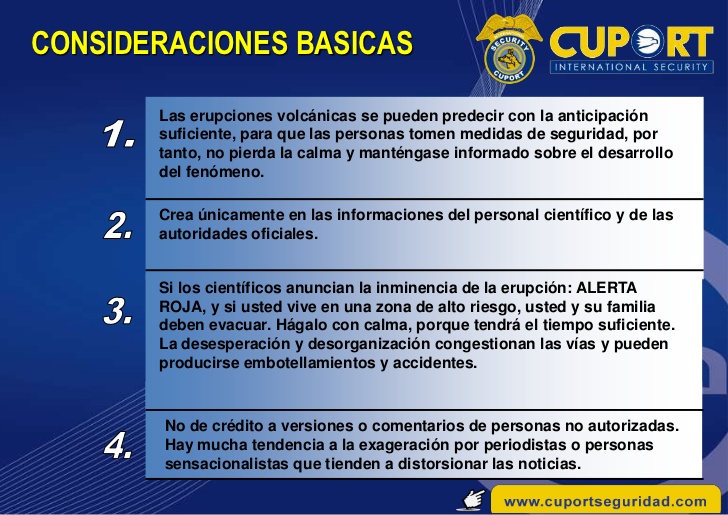 CONSIDERACIONES BASICAS
SECURITY
CUPORT
CUPORT
INTERNATIONAL SECURITY
1.
Las erupciones volcánicas se pueden predecir con la anticipación
suficiente, para que las personas tomen medidas de seguridad, por
tanto, no pierda la calma y manténgase informado sobre el desarrollo
del fenómeno.
2.
Crea únicamente en las informaciones del personal científico y de las
autoridades oficiales.
3.
Si los científicos anuncian la inminencia de la erupción: ALERTA
ROJA, y si usted vive en una zona de alto riesgo, usted y su familia
deben evacuar. Hágalo con calma, porque tendrá el tiempo suficiente.
La desesperación y desorganización congestionan las vías y pueden
producirse embotellamientos y accidentes.
4.
No de crédito a versiones o comentarios de personas no autorizadas.
Hay mucha tendencia a la exageración por periodistas o personas
sensacionalistas que tienden a distorsionar las noticias.
www.cuportseguridad.com